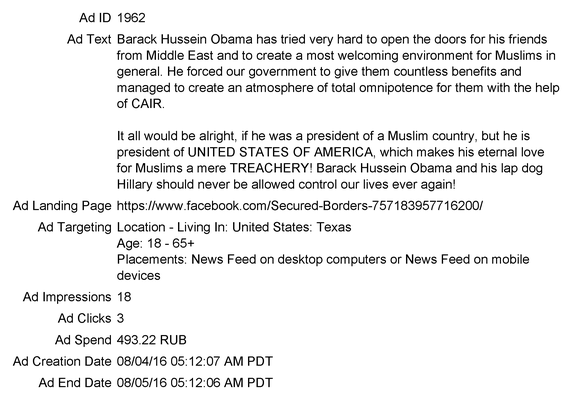 Ad ID 1962
Ad Text Barack Hussein Obama has tried very hard to open the doors for his friends
from Middle East and to create a most welcoming environment for Muslims in
general. He forced our government to give them countless benefits and
managed to create an atmosphere of total omnipotence for them with the help
of CAIR.
It all would be alright, if he was a president of a Muslim country, but he is
president of UNITED STATES OF AMERICA, which makes his eternal love
for Muslims a mere TREACHERY! Barack Hussein Obama and his lap dog
Hillary should never be allowed control our lives ever again!
Ad Landing Page https://www.facebook.com/Secured-Borders-757183957716200/
Ad Targeting Location - Living In: United States: Texas
Age: 18 - 65+
Placements: News Feed on desktop computers or News Feed on mobile
devices
Ad Impressions 18
Ad Clicks 3
Ad Spend 493.22 RUB
Ad Creation Date 08/04/16 05:12:07 AM PDT
Ad End Date 08/05/16 05:12:06 AM PDT